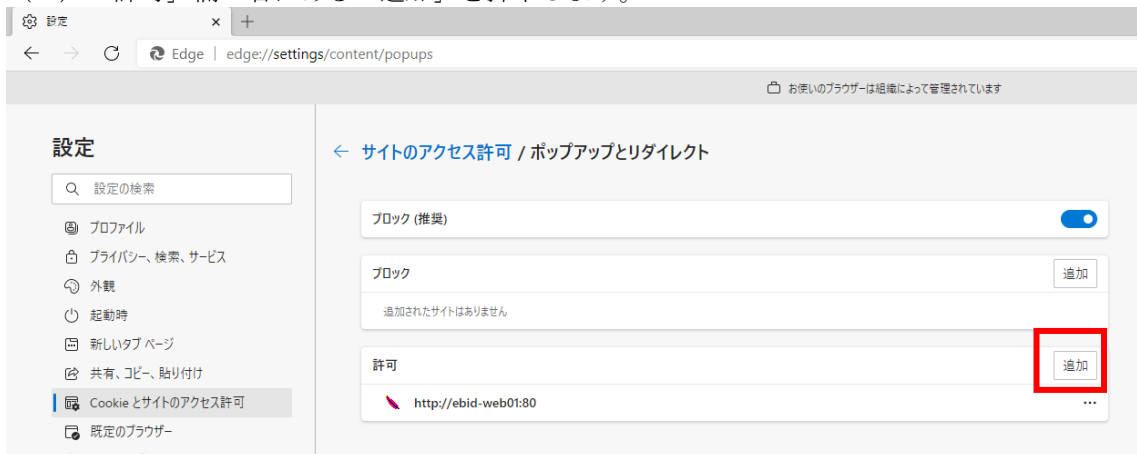 設定
Edge | edge://settings/content/popups
お使いのブラウザーは組織によって管理されています
設定
設定の検索
プロファイル
プライバシー、検索、サービス
外観
起動時
新しいタブ ページ
共有、コピー、貼り付け
Cookie とサイトのアクセス許可
既定のブラウザー
サイトのアクセス許可 / ポップアップとリダイレクト
ブロック (推奨)
ブロック
追加
追加されたサイトはありません
許可
追加
http://ebid-web01:80